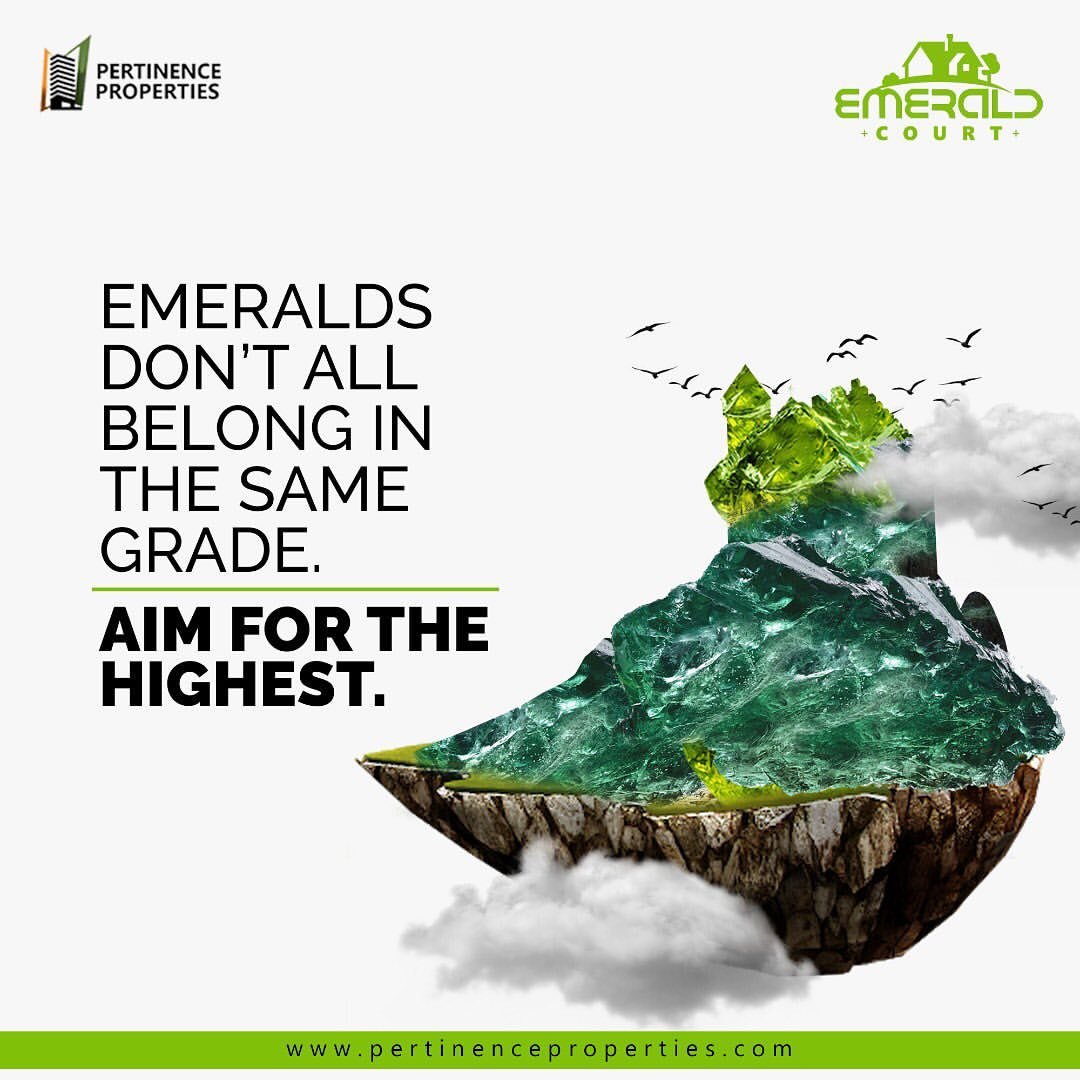 PERTINENCE
PROPERTIES
EMERALD
+ COURT +
EMERALDS
DON'T ALL
BELONG IN
THE SAME
GRADE.
AIM FOR THE
HIGHEST.
www.pertinenceproperties.com